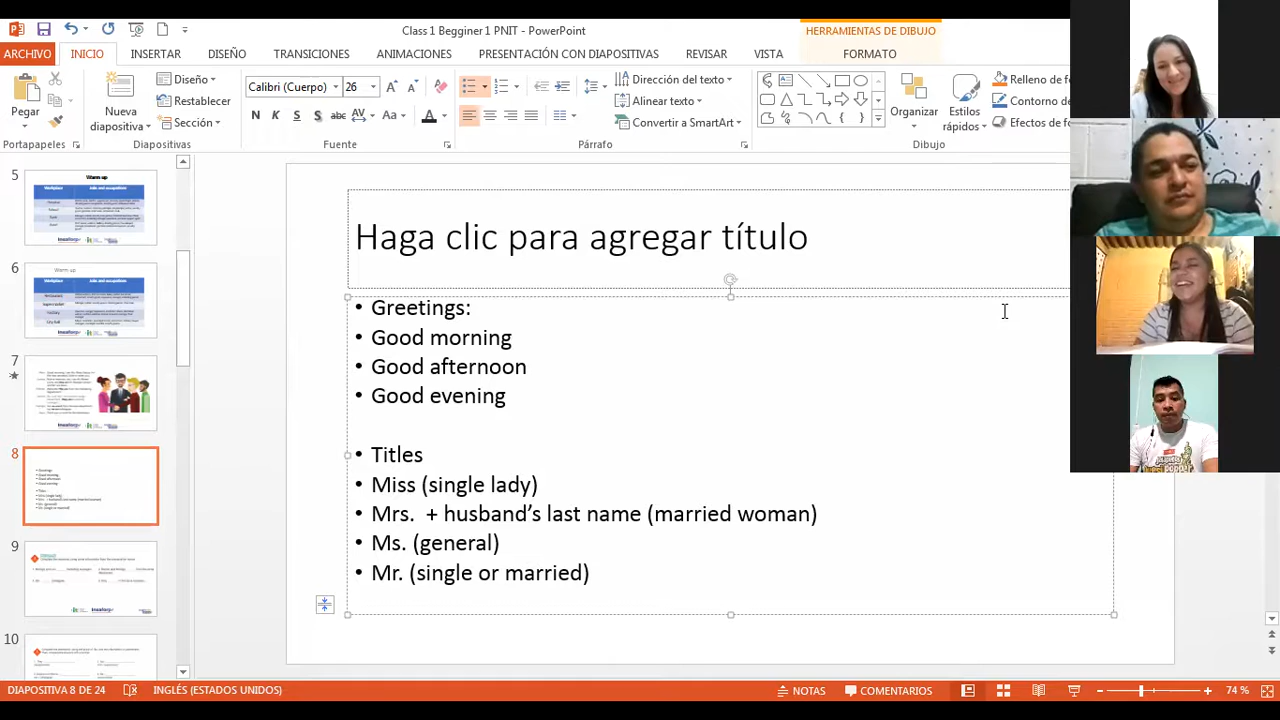 Class 1 Begginer 1 PNIT - PowerPoint
HERRAMIENTAS DE DIBUJO
ARCHIVO INICIO INSERTAR DISEÑO TRANSICIONES ANIMACIONES PRESENTACIÓN CON DIAPOSITIVAS REVISAR VISTA FORMATO
Pegar
Nueva
diapositiva
Diseño
Restablecer
Sección
Calibri (Cuerpo) 26
Dirección del texto
Alinear texto
Convertir a SmartArt
Organizar
Estilos
rápidos
Relleno de
Contorno de
Efectos de
Portapapeles Diapositivas Fuente Párrafo Dibujo
5
Warm up
6
Warm up
7
8
9
10
Haga clic para agregar título
• Greetings:
• Good morning
• Good afternoon
• Good evening
• Titles
• Miss (single lady)
• Mrs. + husband’s last name (married woman)
• Ms. (general)
• Mr. (single or married)
DIAPOSITIVA 8 DE 24 INGLÉS (ESTADOS UNIDOS) NOTAS COMENTARIOS 74 %